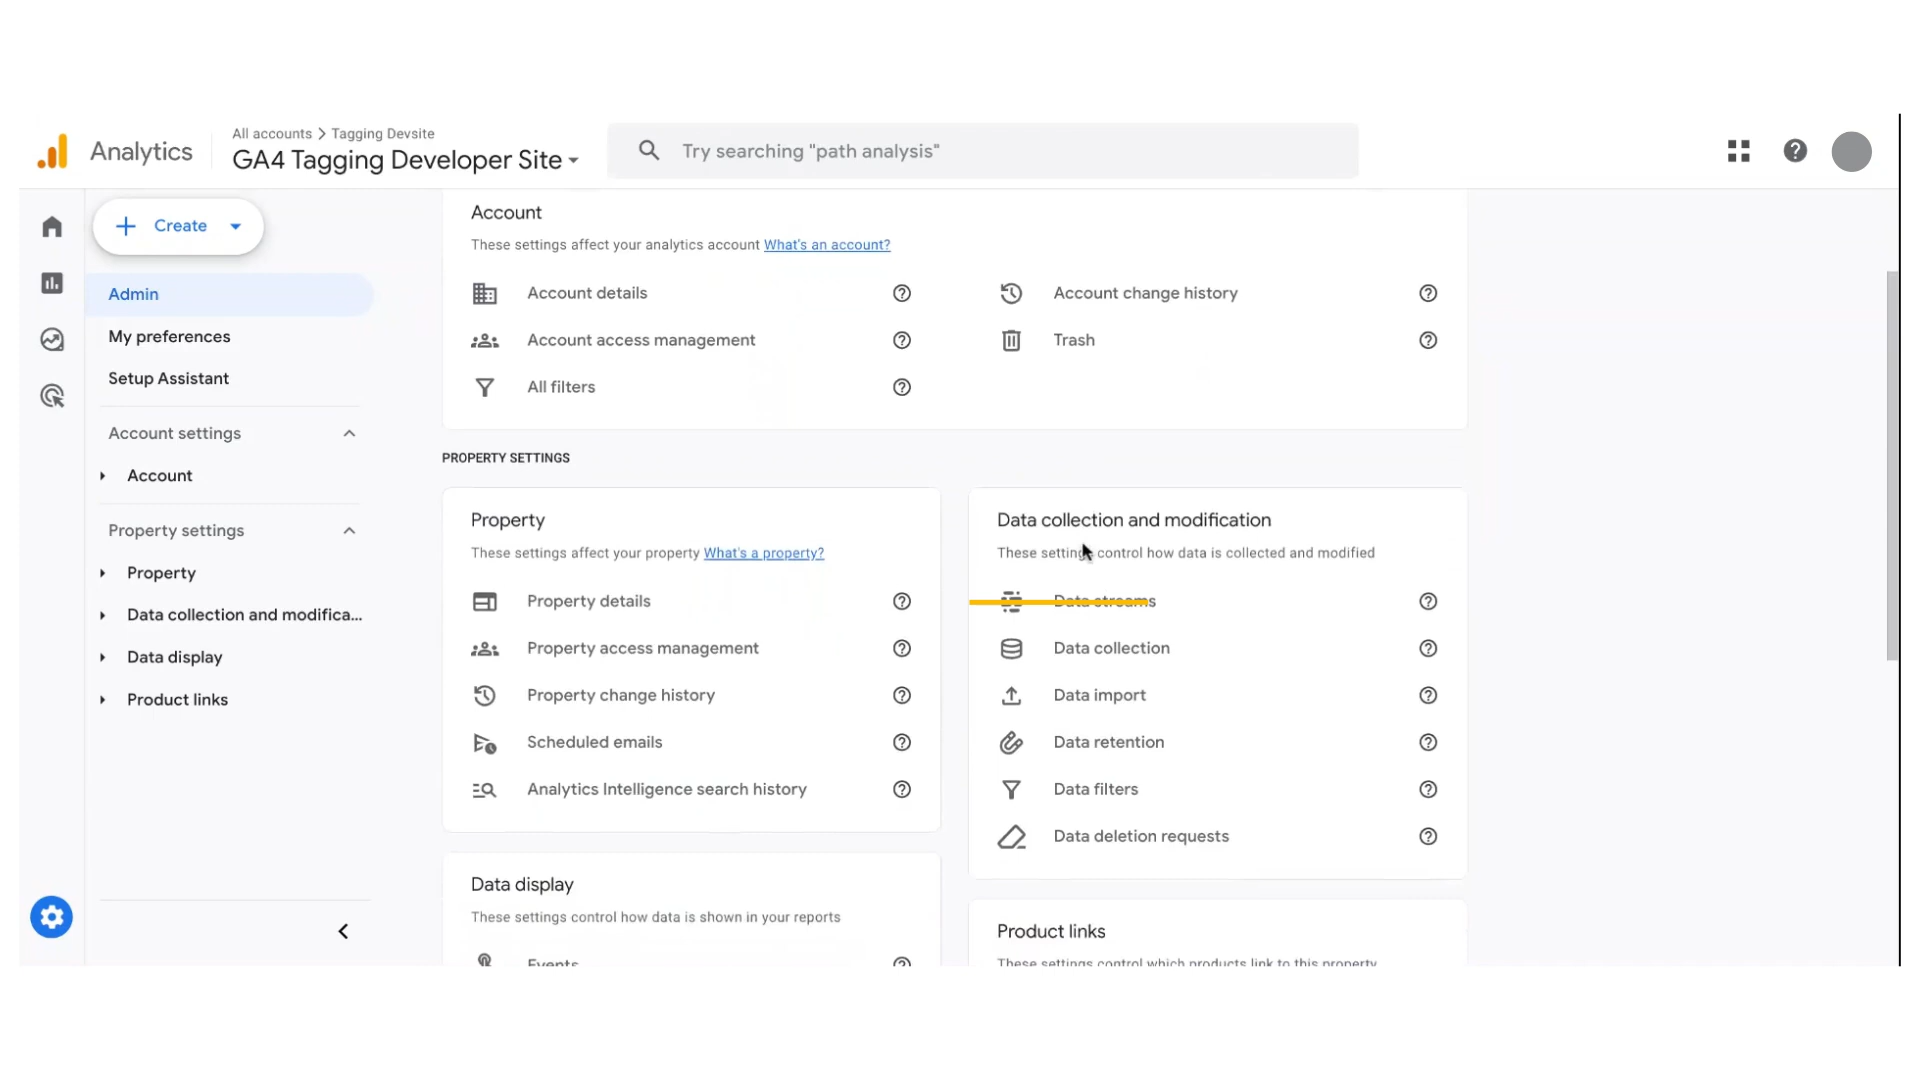 Analytics
All accounts > Tagging Devsite
GA4 Tagging Developer Site
Try searching "path analysis"
Create
Admin
My preferences
Setup Assistant
Account settings
Account
Property settings
Property
Data collection and modifica...
Data display
Product links
Account
These settings affect your analytics account What's an account?
Account details
Account change history
Account access management
Trash
All filters
PROPERTY SETTINGS
Property
These settings affect your property What's a property?
Property details
Property access management
Property change history
Scheduled emails
Analytics Intelligence search history
Data display
These settings control how data is shown in your reports
Events
Data collection and modification
These settings control how data is collected and modified
Data streams
Data collection
Data import
Data retention
Data filters
Data deletion requests
Product links
These settings control which products link to this property